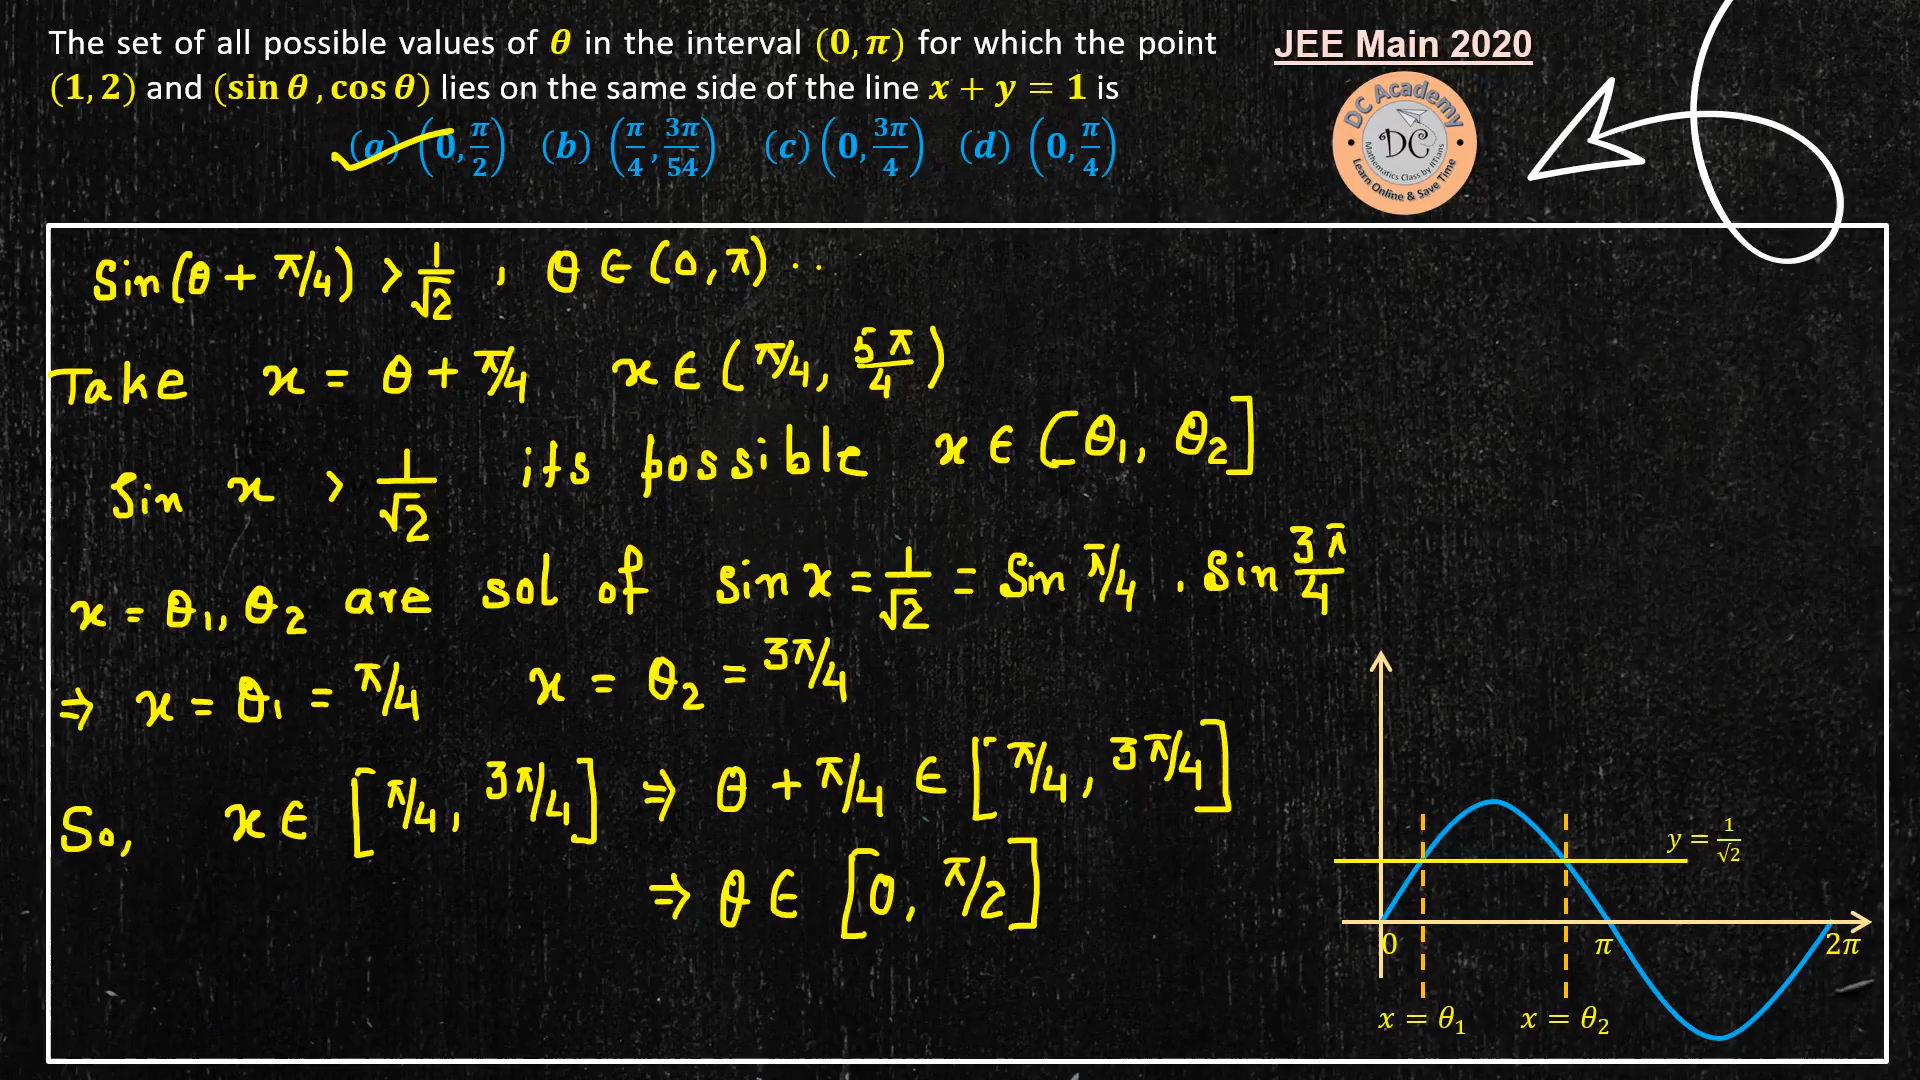 The set of all possible values of θ in the interval (0, π) for which the point
(1, 2) and (sin θ , cos θ) lies on the same side of the line x + y = 1 is
(a) (0, π/2) (b) (π/4, 3π/54) (c) (0, 3π/4) (d) (0, π/4)
JEE Main 2020
DC Academy
DC
Mathematics Class by IITians
Learn Online & Save Time
Sin(θ + π/4) > 1/√2 , θ ∈ (0, π) ..
Take x = θ + π/4 x ∈ (π/4, 5π/4)
Sin x > 1/√2 its possible x ∈ [θ1, θ2]
x = θ1, θ2 are sol of sin x = 1/√2 = Sin π/4 . Sin 3π/4
⇒ x = θ1 = π/4 x = θ2 = 3π/4
So, x ∈ [π/4, 3π/4] ⇒ θ + π/4 ∈ [π/4, 3π/4]
⇒ θ ∈ [0, π/2]
y = 1/√2
0 π 2π
x = θ1 x = θ2